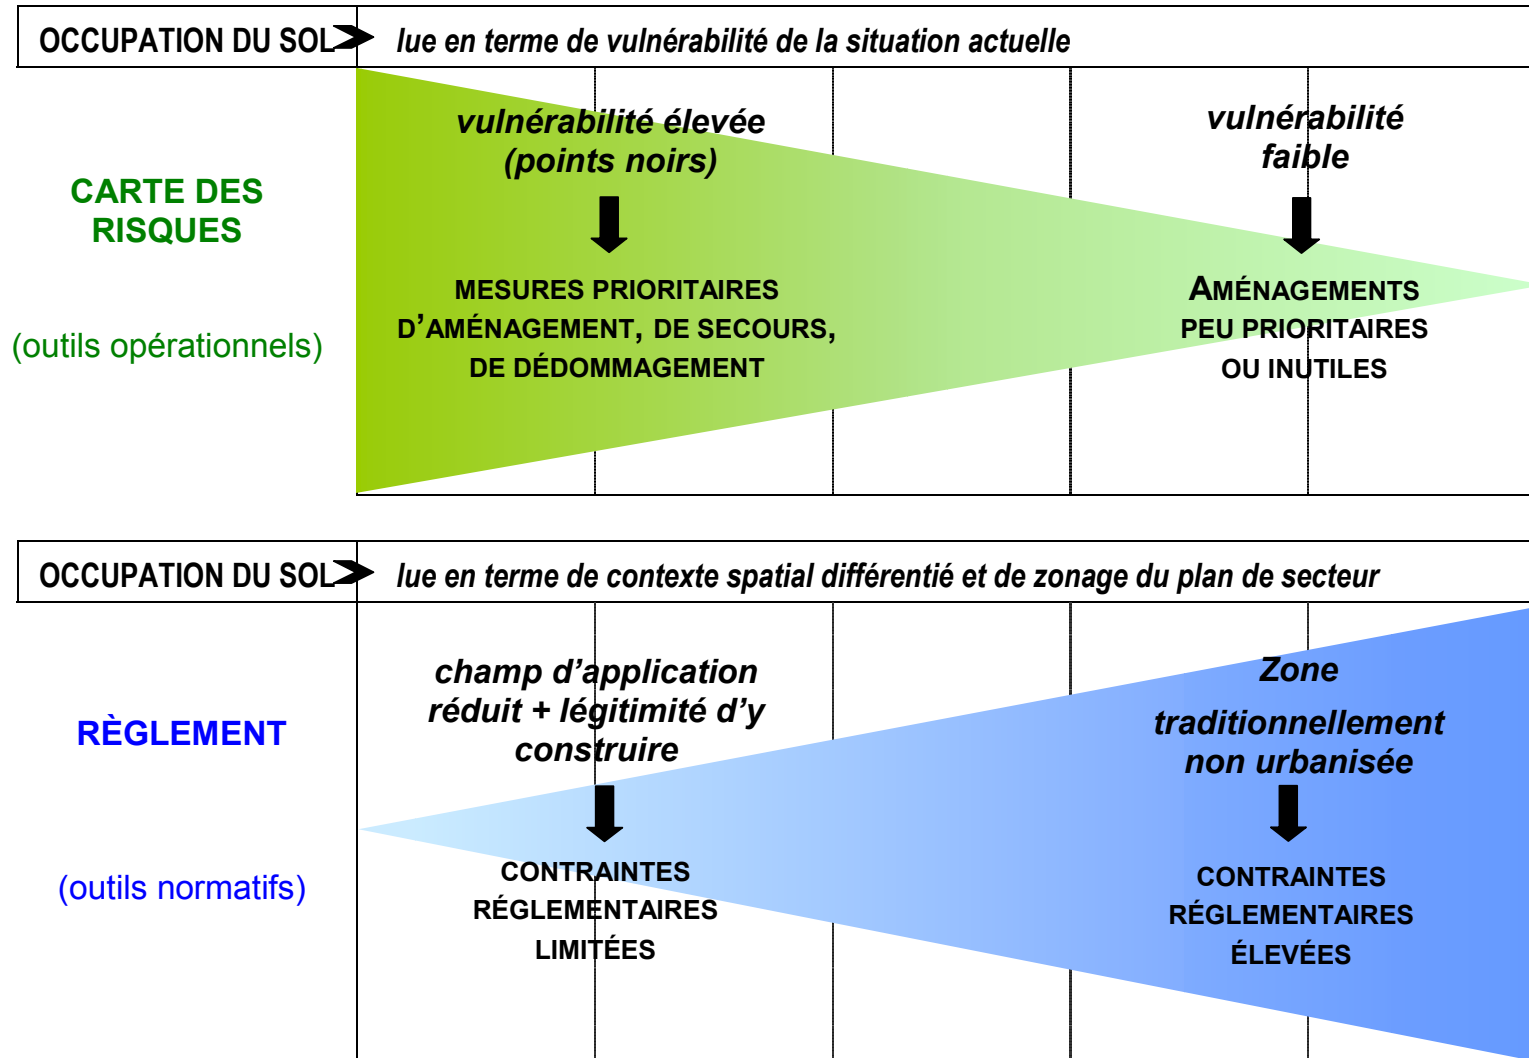 OCCUPATION DU SOL lue en terme de vulnérabilité de la situation actuelle
CARTE DES
RISQUES
(outils opérationnels)
vulnérabilité élevée
(points noirs)
MESURES PRIORITAIRES
D’AMÉNAGEMENT, DE SECOURS,
DE DÉDOMMAGEMENT
vulnérabilité
faible
AMÉNAGEMENTS
PEU PRIORITAIRES
OU INUTILES
OCCUPATION DU SOL lue en terme de contexte spatial différentié et de zonage du plan de secteur
RÈGLEMENT
(outils normatifs)
champ d’application
réduit + légitimité d’y
construire
CONTRAINTES
RÉGLEMENTAIRES
LIMITÉES
Zone
traditionnellement
non urbanisée
CONTRAINTES
RÉGLEMENTAIRES
ÉLEVÉES